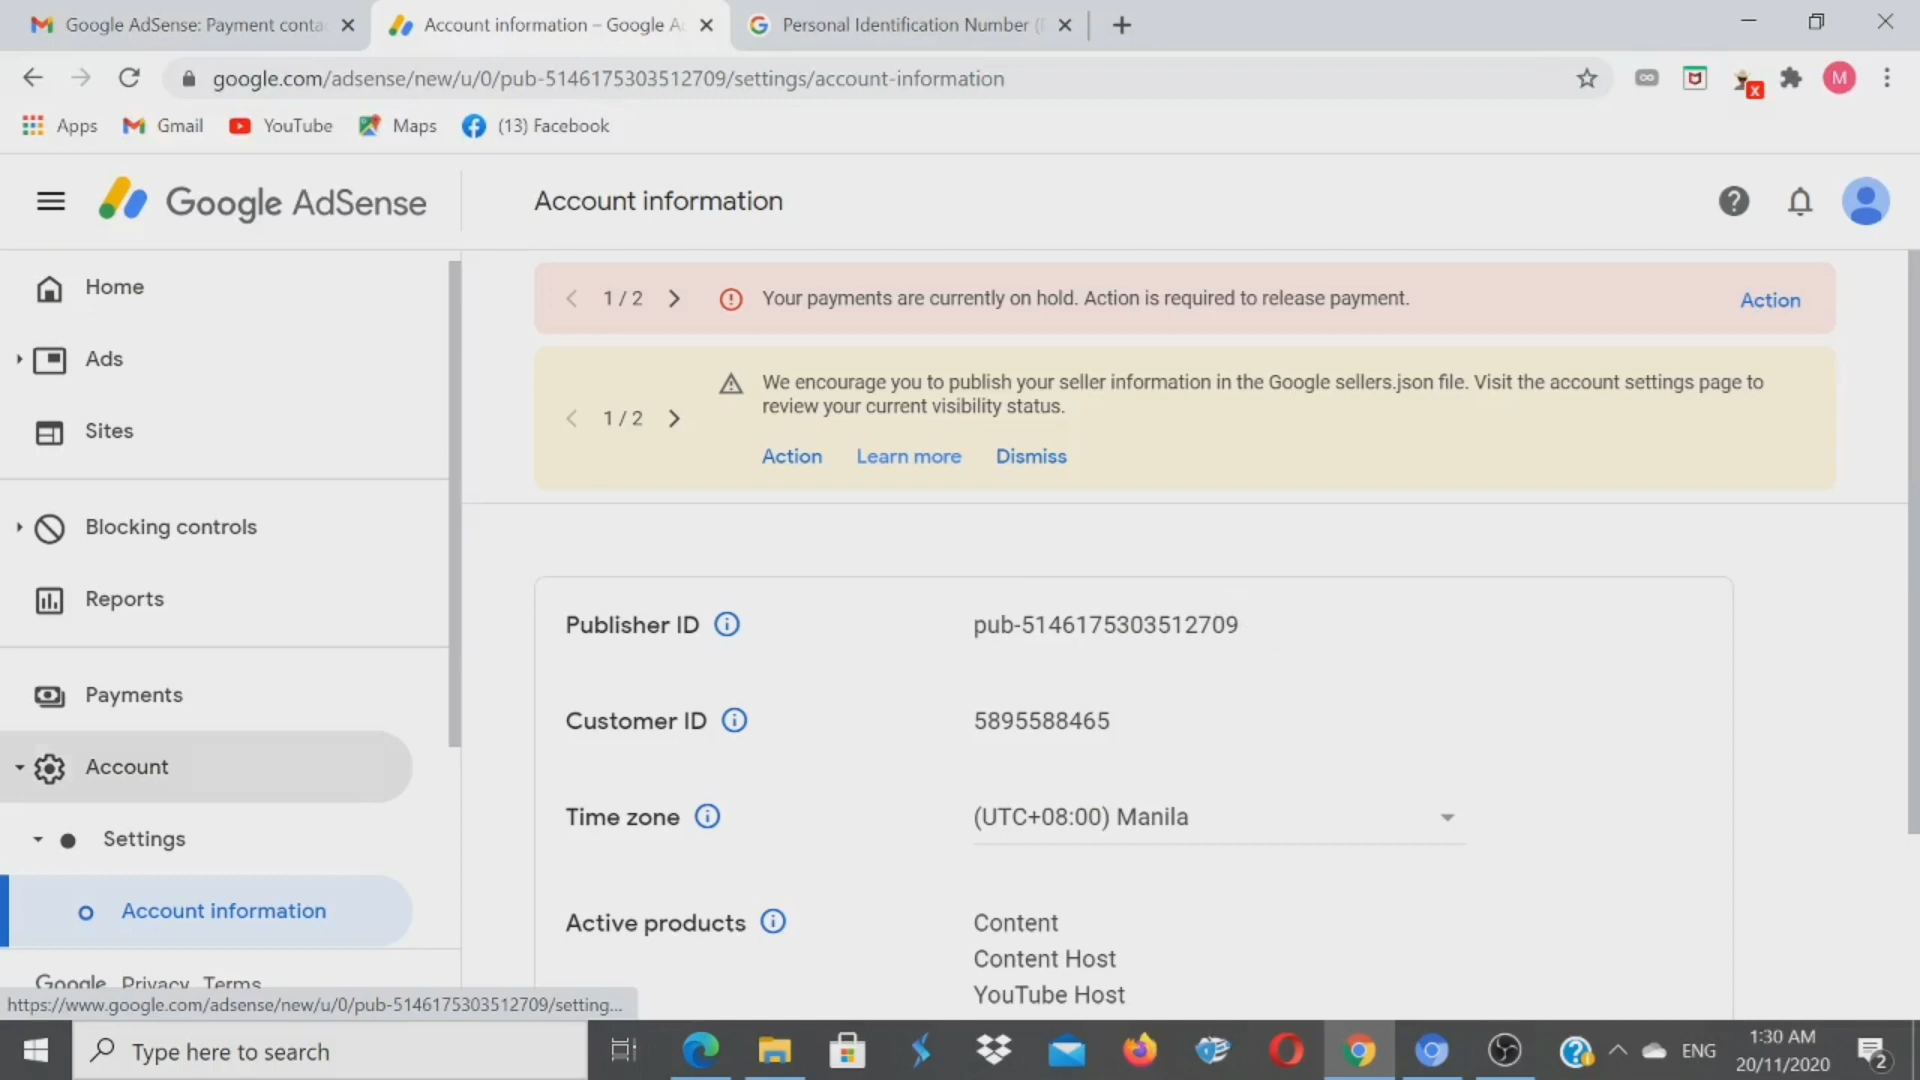 Google AdSense: Payment conta
Account information – Google A
Personal Identification Number (
google.com/adsense/new/u/0/pub-5146175303512709/settings/account-information
M
Apps
Gmail
YouTube
Maps
(13) Facebook
Google AdSense
Account information
Home
Ads
Sites
Blocking controls
Reports
Payments
Account
Settings
Account information
Google Privacy Terms
https://www.google.com/adsense/new/u/0/pub-5146175303512709/setting...
1 / 2
Your payments are currently on hold. Action is required to release payment.
Action
1 / 2
We encourage you to publish your seller information in the Google sellers.json file. Visit the account settings page to
review your current visibility status.
Action Learn more Dismiss
Publisher ID
pub-5146175303512709
Customer ID
5895588465
Time zone
(UTC+08:00) Manila
Active products
Content
Content Host
YouTube Host
Type here to search
ENG
1:30 AM
20/11/2020
2